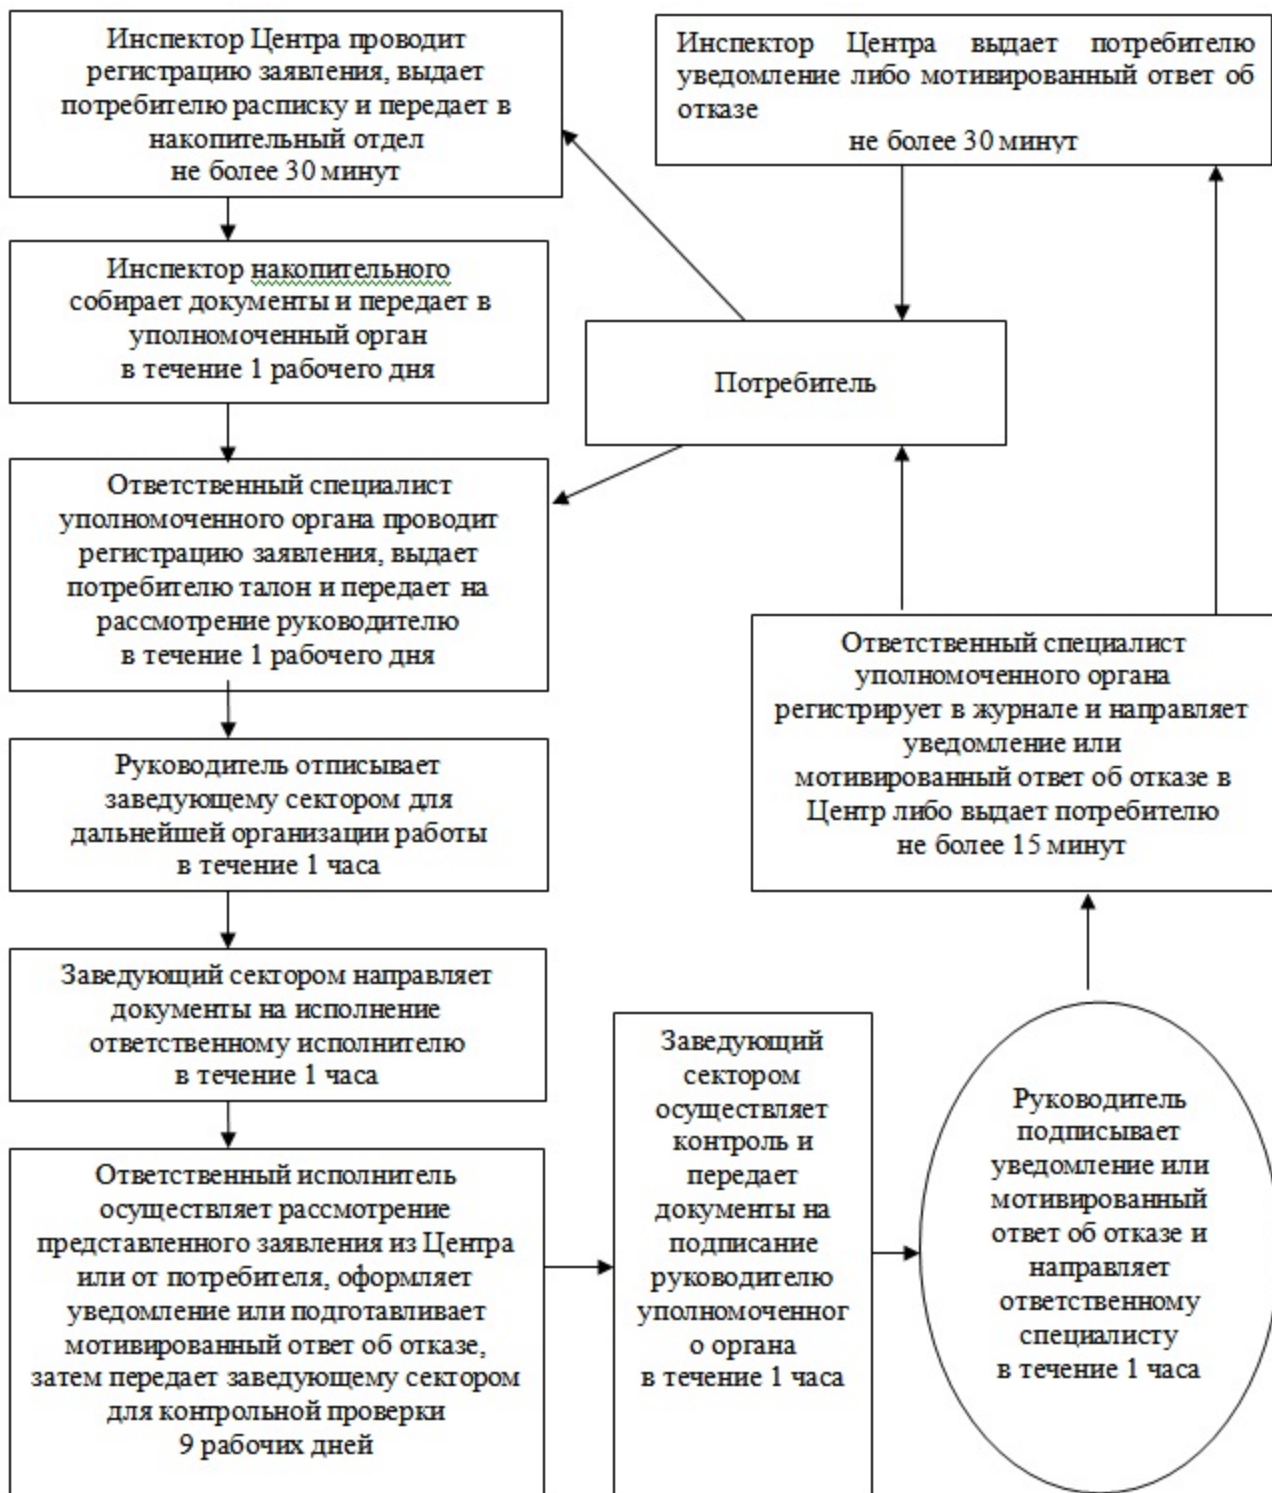 Инспектор Центра проводит
регистрацию заявления, выдает
потребителю расписку и передает в
накопительный отдел
не более 30 минут
Инспектор Центра выдает потребителю
уведомление либо мотивированный ответ об
отказе
не более 30 минут
Инспектор накопительного
собирает документы и передает в
уполномоченный орган
в течение 1 рабочего дня
Потребитель
Ответственный специалист
уполномоченного органа проводит
регистрацию заявления, выдает
потребителю талон и передает на
рассмотрение руководителю
в течение 1 рабочего дня
Ответственный специалист
уполномоченного органа
регистрирует в журнале и направляет
уведомление или
мотивированный ответ об отказе в
Центр либо выдает потребителю
не более 15 минут
Руководитель отписывает
заведующему сектором для
дальнейшей организации работы
в течение 1 часа
Заведующий сектором направляет
документы на исполнение
ответственному исполнителю
в течение 1 часа
Ответственный исполнитель
осуществляет рассмотрение
представленного заявления из Центра
или от потребителя, оформляет
уведомление или подготавливает
мотивированный ответ об отказе,
затем передает заведующему сектором
для контрольной проверки
9 рабочих дней
Заведующий
сектором
осуществляет
контроль и
передает
документы на
подписание
руководителю
уполномоченног
о органа
в течение 1 часа
Руководитель
подписывает
уведомление или
мотивированный
ответ об отказе и
направляет
ответственному
специалисту
в течение 1 часа